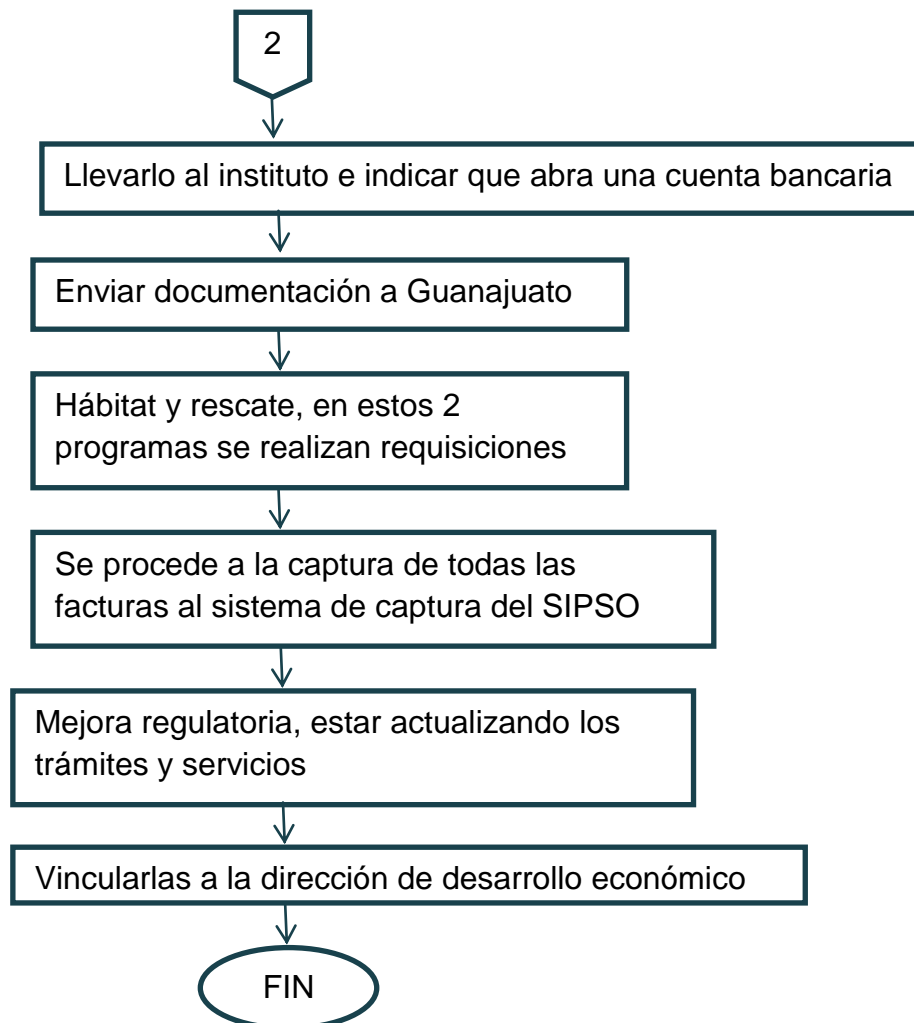 2
Llevarlo al instituto e indicar que abra una cuenta bancaria
Enviar documentación a Guanajuato
Hábitat y rescate, en estos 2
programas se realizan requisiciones
Se procede a la captura de todas las
facturas al sistema de captura del SIPSO
Mejora regulatoria, estar actualizando los
trámites y servicios
Vincularlas a la dirección de desarrollo económico
FIN